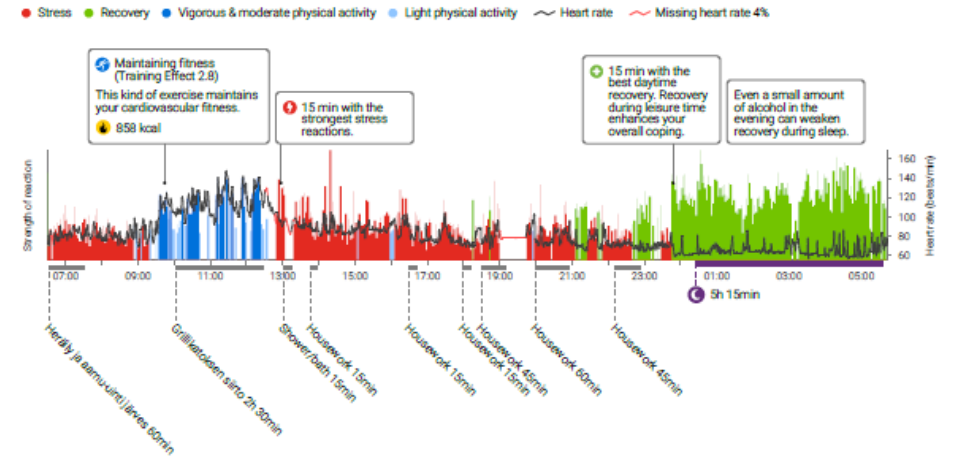 Stress Recovery Vigorous & moderate physical activity Light physical activity Heart rate Missing heart rate 4%
Maintaining fitness
(Training Effect 2.8)
This kind of exercise maintains
your cardiovascular fitness.
858 kcal
15 min with the
strongest stress
reactions.
15 min with the
best daytime
recovery. Recovery
during leisure time
enhances your
overall coping.
Even a small amount
of alcohol in the
evening can weaken
recovery during sleep.
Strength of reaction
160
140
120
100
80
60
Heart rate (beats/min)
07:00 09:00 11:00 13:00 15:00 17:00 19:00 21:00 23:00 01:00 03:00 05:00
5h 15min
Heräily ja aamu-uinti järves 60min
Grillikatoksen siirto 2h 30min
Shower/bath 15min
Housework 15min
Housework 15min
Housework 15min
Housework 45min
Housework 60min
Housework 45min